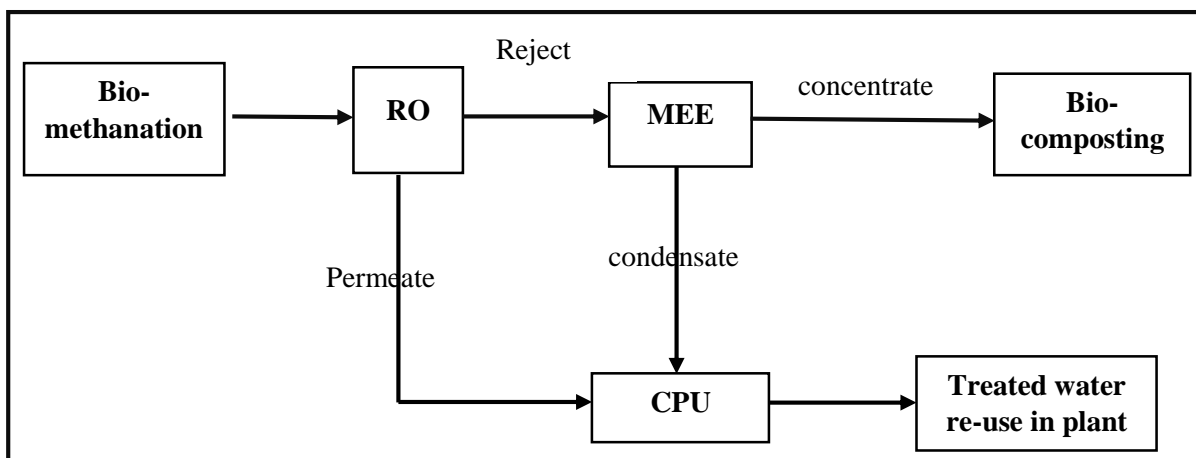 Reject
Bio-
methanation
RO
MEE
concentrate
Bio-
composting
Permeate
condensate
CPU
Treated water
re-use in plant